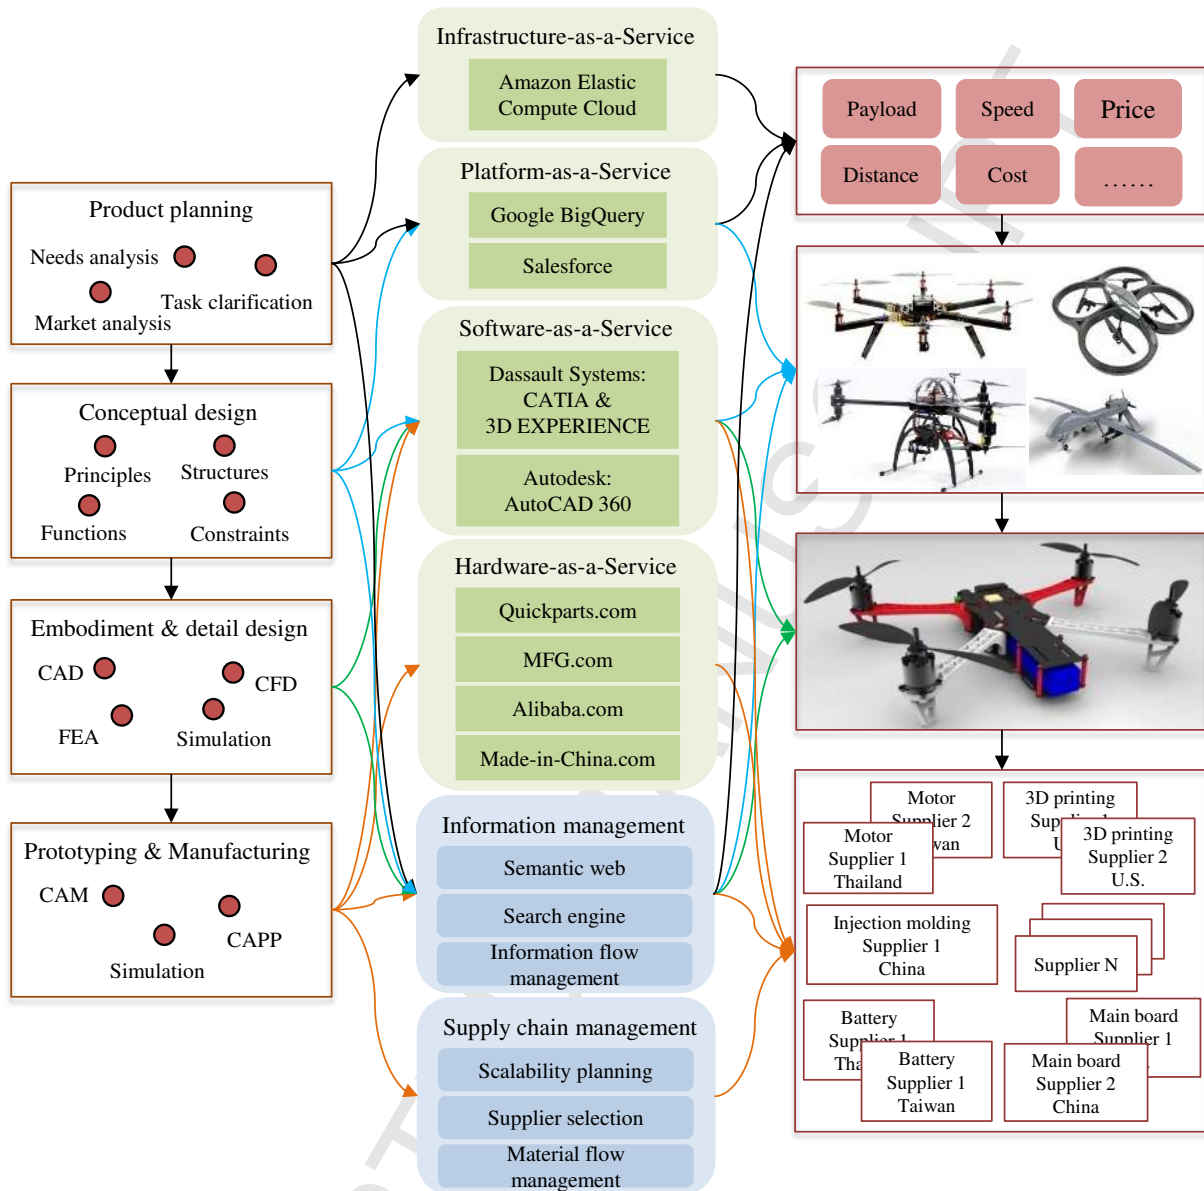 Infrastructure-as-a-Service
Amazon Elastic
Compute Cloud
Platform-as-a-Service
Google BigQuery
Salesforce
Software-as-a-Service
Dassault Systems:
CATIA &
3D EXPERIENCE
Autodesk:
AutoCAD 360
Hardware-as-a-Service
Quickparts.com
MFG.com
Alibaba.com
Made-in-China.com
Information management
Semantic web
Search engine
Information flow
management
Supply chain management
Scalability planning
Supplier selection
Material flow
management
Product planning
Needs analysis
Task clarification
Market analysis
Conceptual design
Principles
Structures
Functions
Constraints
Embodiment & detail design
CAD
CFD
FEA
Simulation
Prototyping & Manufacturing
CAM
CAPP
Simulation
Payload
Speed
Price
Distance
Cost
……
Motor
Supplier 2
Motor
Supplier 1
Thailand
3D printing
3D printing
Supplier 2
U.S.
Injection molding
Supplier 1
China
Supplier N
Battery
Supplier 1
Battery
Supplier 1
Taiwan
Main board
Supplier 1
Main board
Supplier 2
China